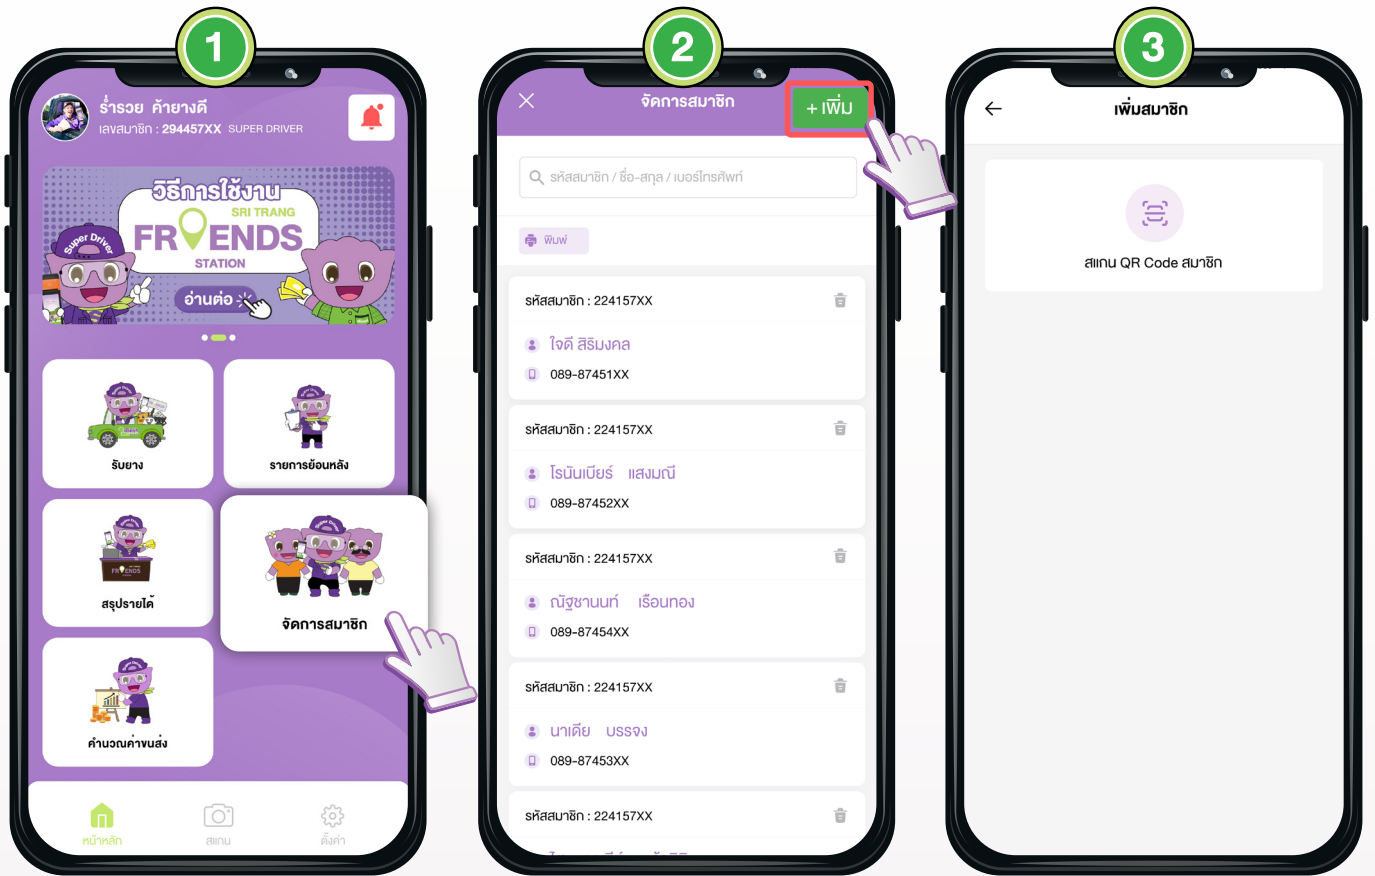 1
ร่ำรวย ค้ายางดี
เลขสมาชิก : 294457XX SUPER DRIVER
วิธีการใช้งาน
SRI TRANG
FRIENDS
STATION
Super Driver
อ่านต่อ
รับยาง
รายการย้อนหลัง
FRIENDS
สรุปรายได้
จัดการสมาชิก
คำนวณค่าขนส่ง
หน้าหลัก
สแกน
ตั้งค่า
2
จัดการสมาชิก
+ เพิ่ม
รหัสสมาชิก / ชื่อ-สกุล / เบอร์โทรศัพท์
พิมพ์
รหัสสมาชิก : 224157XX
ใจดี สิริมงคล
089-87451XX
รหัสสมาชิก : 224157XX
โรนันเบียร์ แสงมณี
089-87452XX
รหัสสมาชิก : 224157XX
ณัฐชานนท์ เรือนทอง
089-87454XX
รหัสสมาชิก : 224157XX
นาเดีย บรรจง
089-87453XX
รหัสสมาชิก : 224157XX
3
เพิ่มสมาชิก
สแกน QR Code สมาชิก